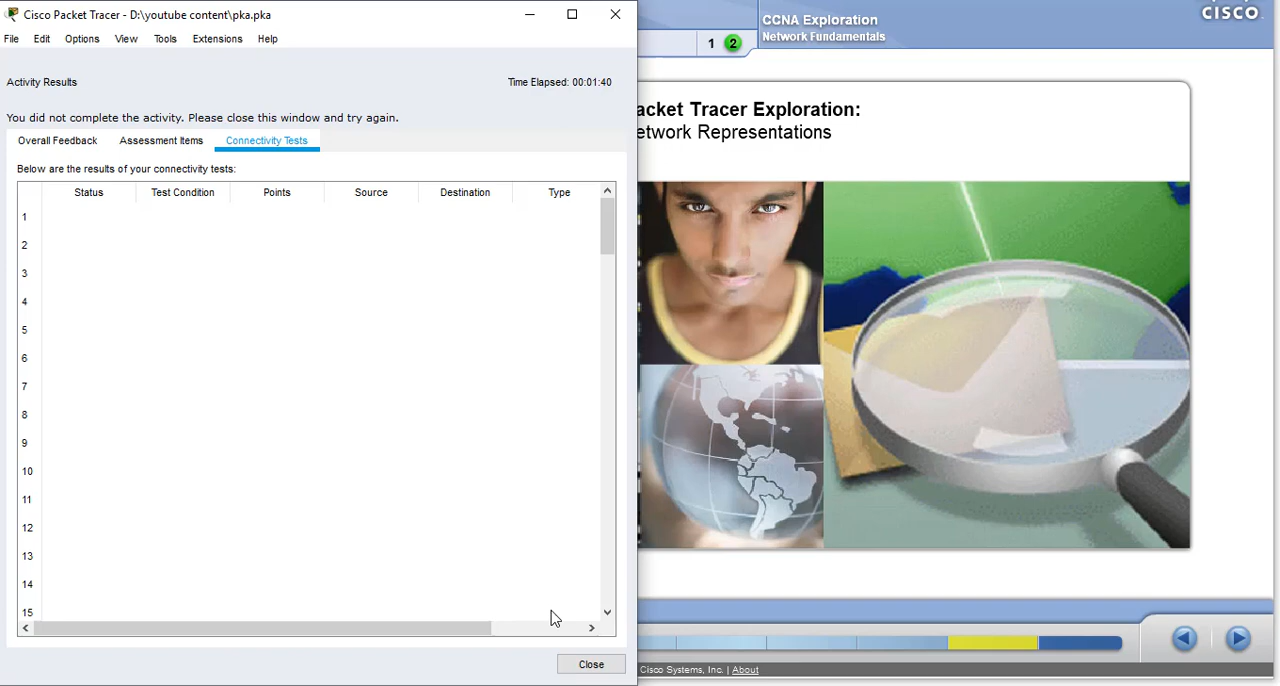 Cisco Packet Tracer - D:\youtube content\pka.pka
File Edit Options View Tools Extensions Help
Activity Results
Time Elapsed: 00:01:40
You did not complete the activity. Please close this window and try again.
Overall Feedback Assessment Items Connectivity Tests
Below are the results of your connectivity tests:
Status Test Condition Points Source Destination Type
1
2
3
4
5
6
7
8
9
10
11
12
13
14
15
Close
1 2
CCNA Exploration
Network Fundamentals
CISCO
acket Tracer Exploration:
etwork Representations
Cisco Systems, Inc. | About